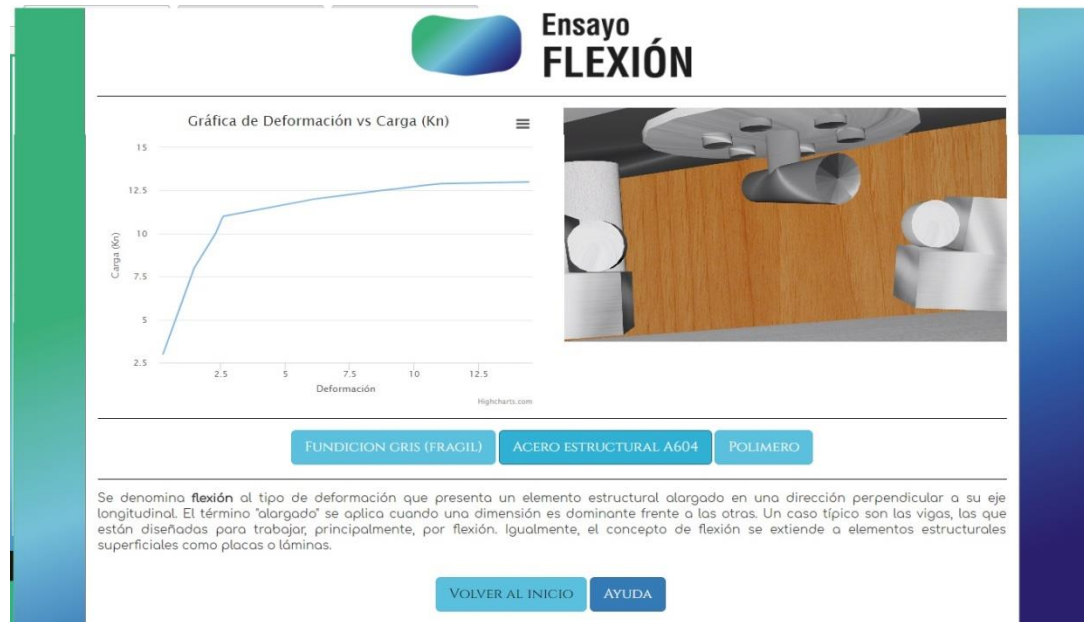 Ensayo
FLEXIÓN
Gráfica de Deformación vs Carga (Kn)
15
12.5
10
7.5
5
2.5
Carga (Kn)
2.5 5 7.5 10 12.5
Deformación
Highcharts.com
FUNDICION GRIS (FRAGIL) ACERO ESTRUCTURAL A604 POLIMERO
Se denomina flexión al tipo de deformación que presenta un elemento estructural alargado en una dirección perpendicular a su eje
longitudinal. El término "alargado" se aplica cuando una dimensión es dominante frente a las otras. Un caso típico son las vigas, las que
están diseñadas para trabajar, principalmente, por flexión. Igualmente, el concepto de flexión se extiende a elementos estructurales
superficiales como placas o láminas.
VOLVER AL INICIO AYUDA